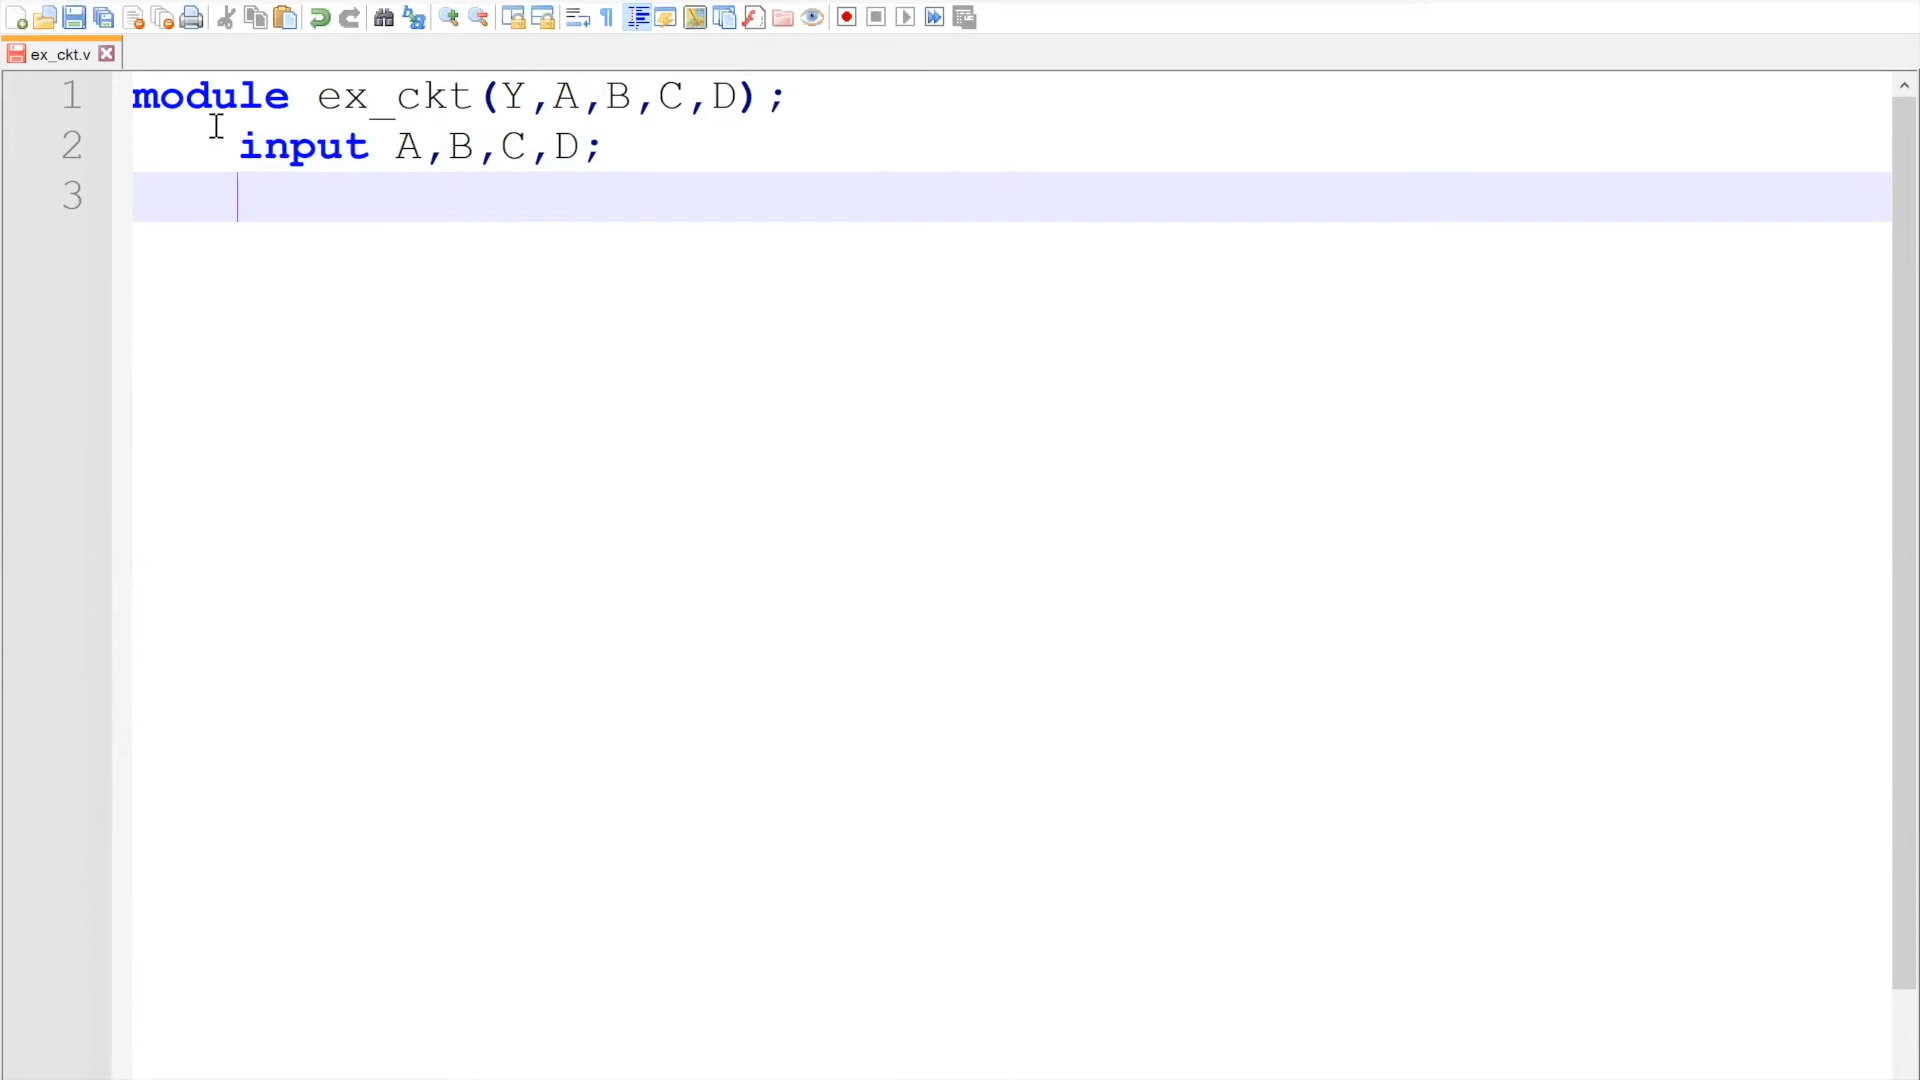 ex_ckt.v
1 module ex_ckt(Y,A,B,C,D);
2 input A,B,C,D;
3